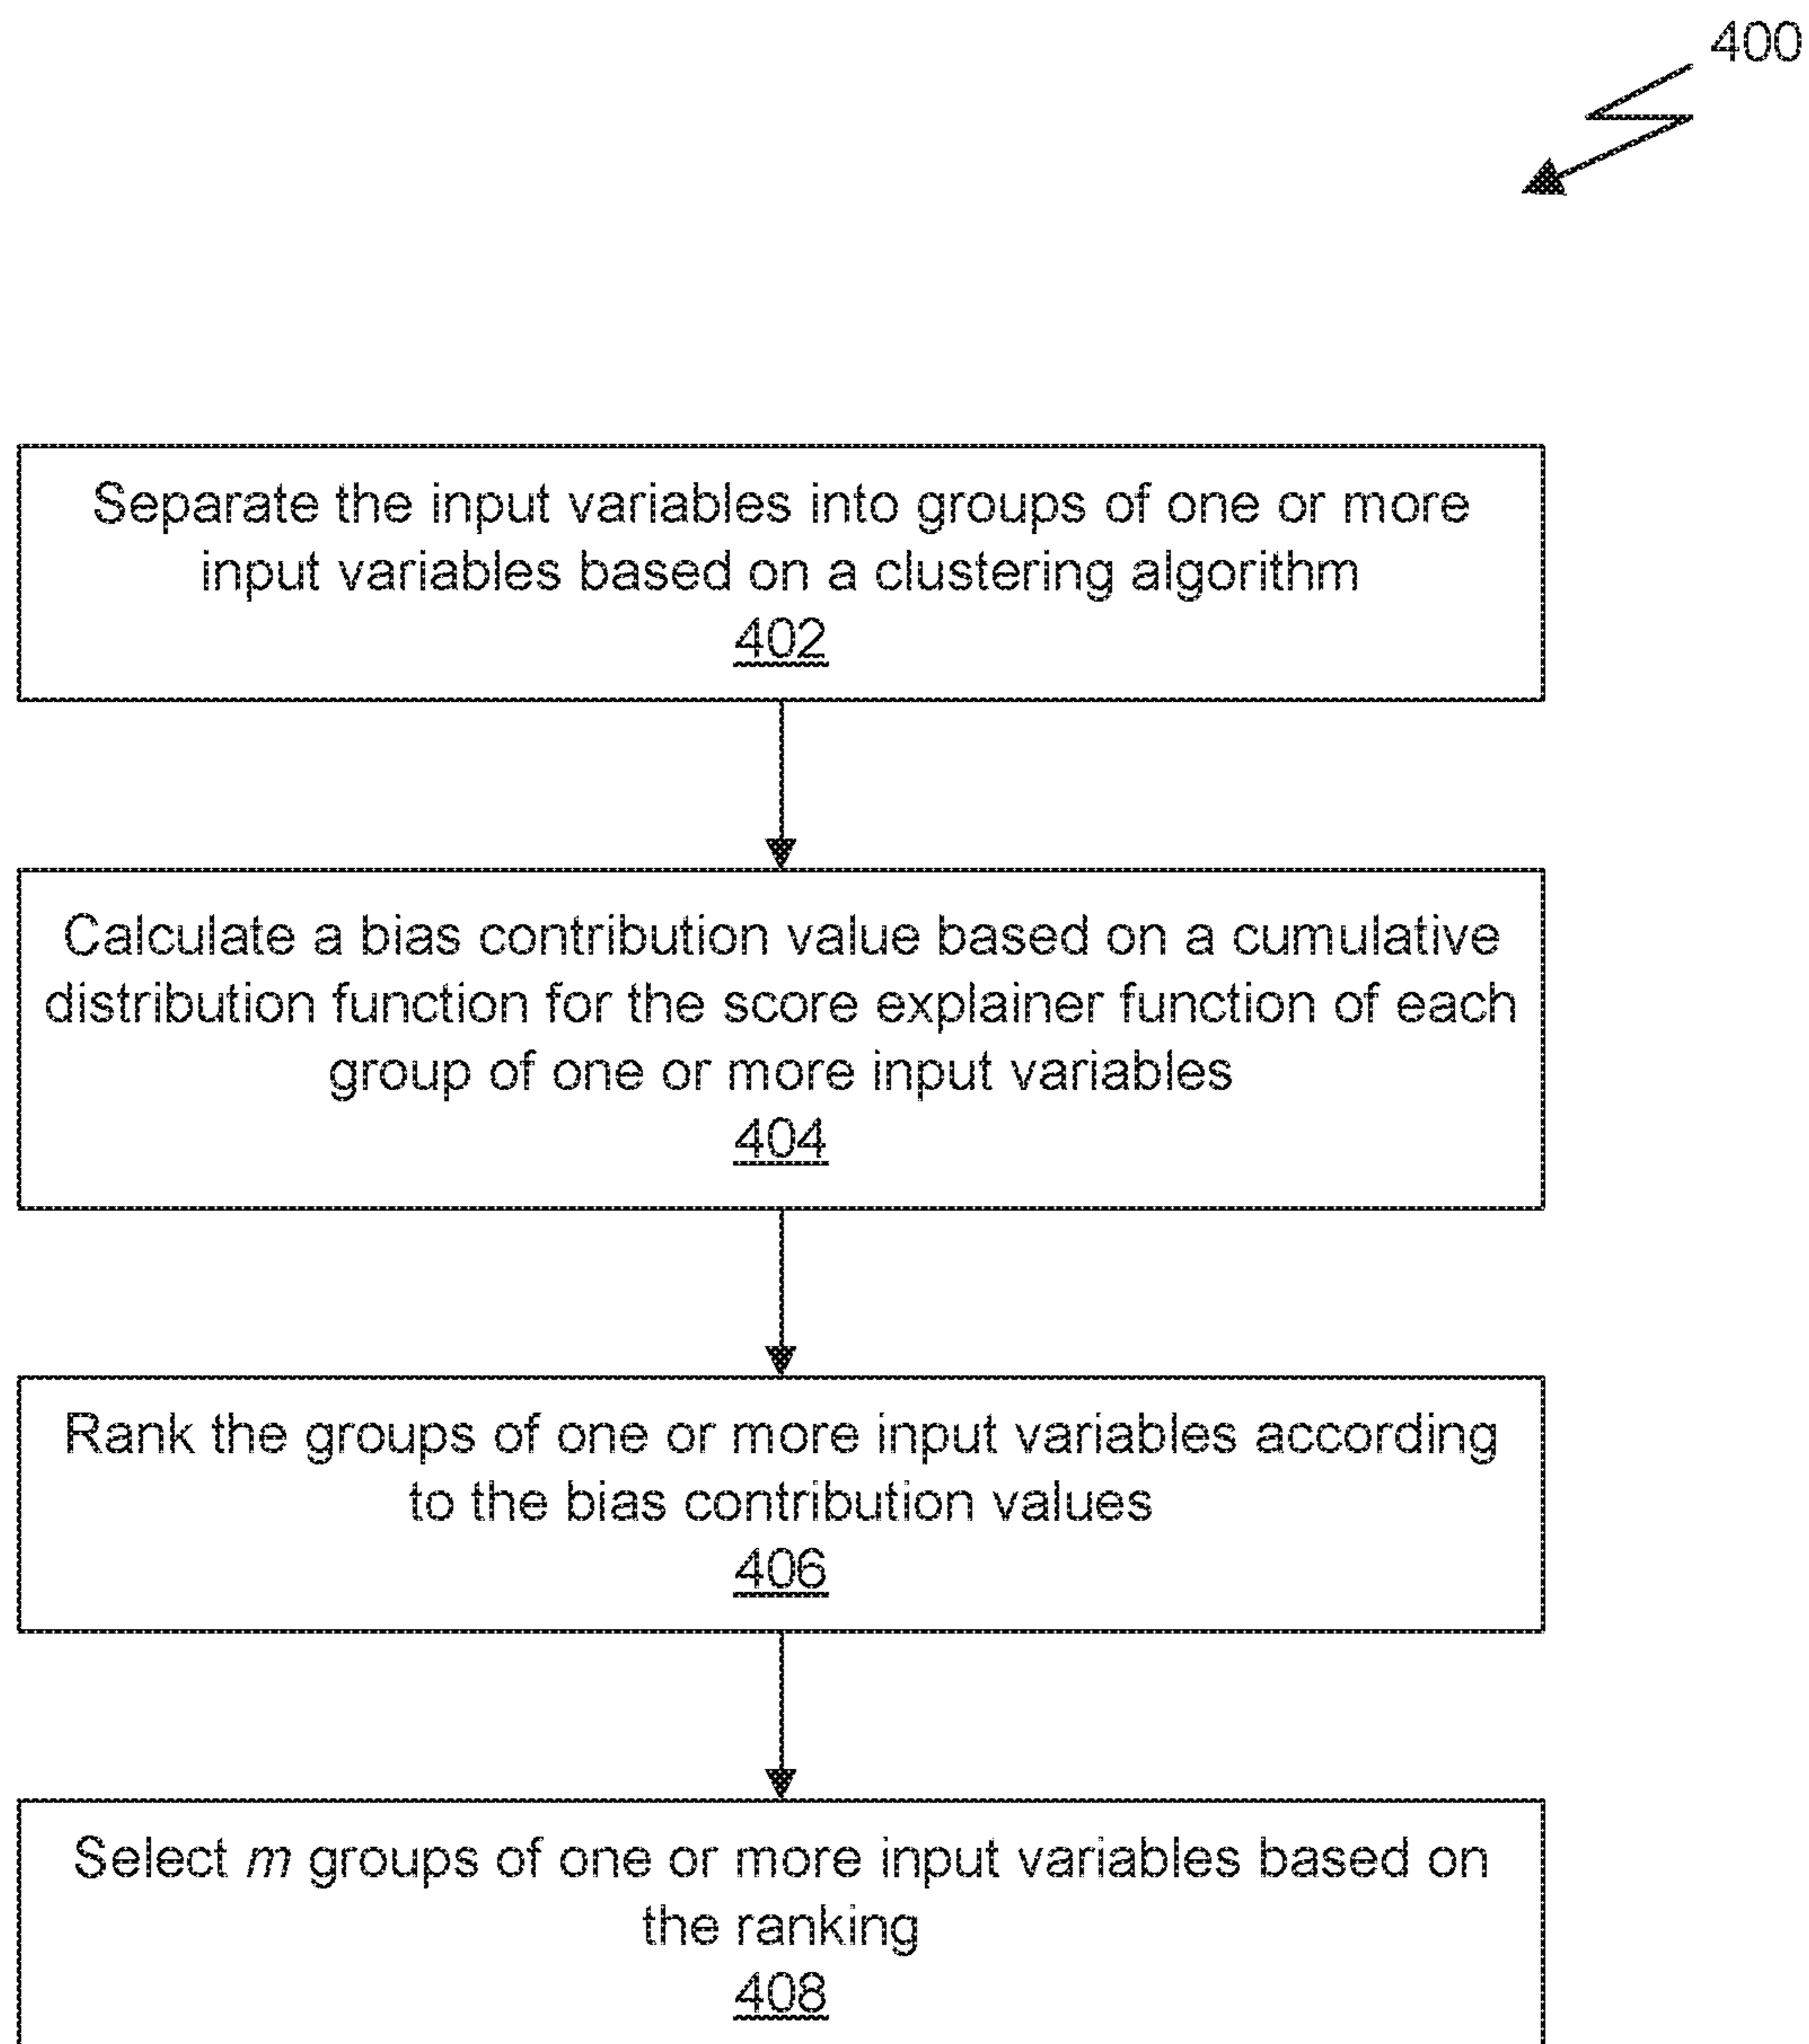 400
Separate the input variables into groups of one or more
input variables based on a clustering algorithm
402
Calculate a bias contribution value based on a cumulative
distribution function for the score explainer function of each
group of one or more input variables
404
Rank the groups of one or more input variables according
to the bias contribution values
406
Select m groups of one or more input variables based on
the ranking
408